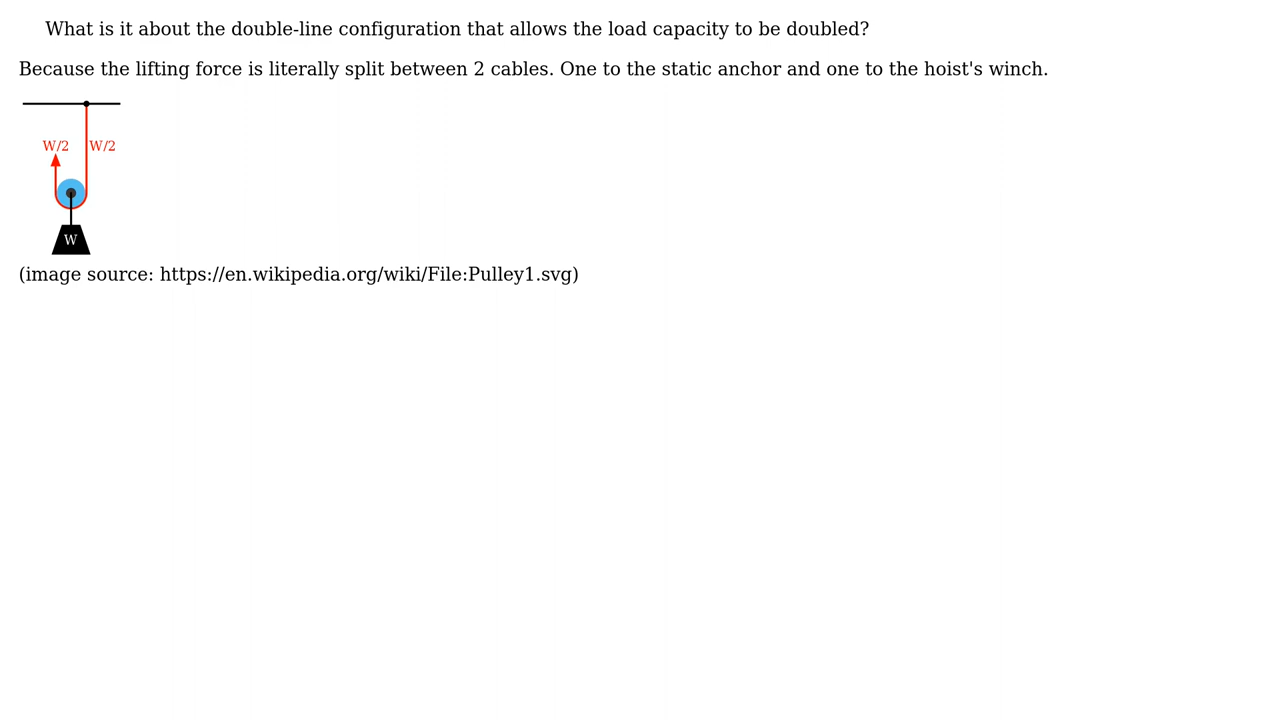 What is it about the double-line configuration that allows the load capacity to be doubled?
Because the lifting force is literally split between 2 cables. One to the static anchor and one to the hoist's winch.
W/2 W/2
W
(image source: https://en.wikipedia.org/wiki/File:Pulley1.svg)